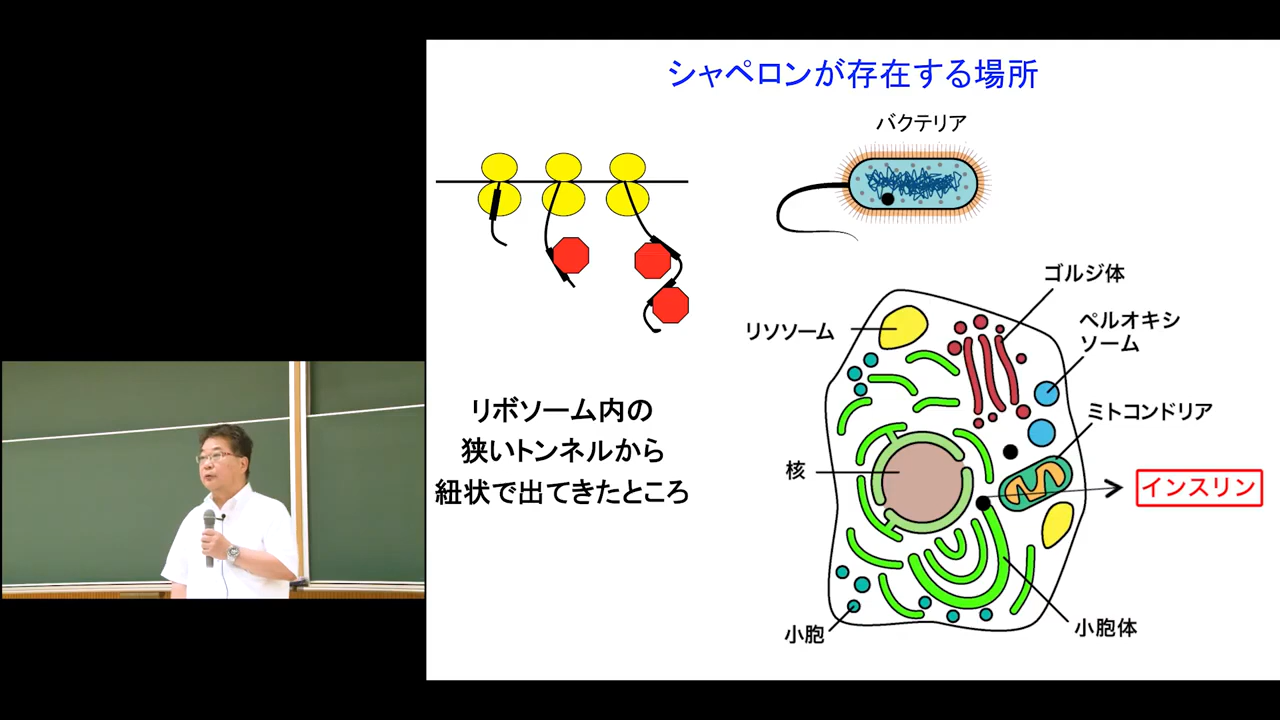 シャペロンが存在する場所
バクテリア
リボソーム内の
狭いトンネルから
紐状で出てきたところ
ゴルジ体
ペルオキシ
ソーム
リソソーム
ミトコンドリア
核
インスリン
小胞
小胞体